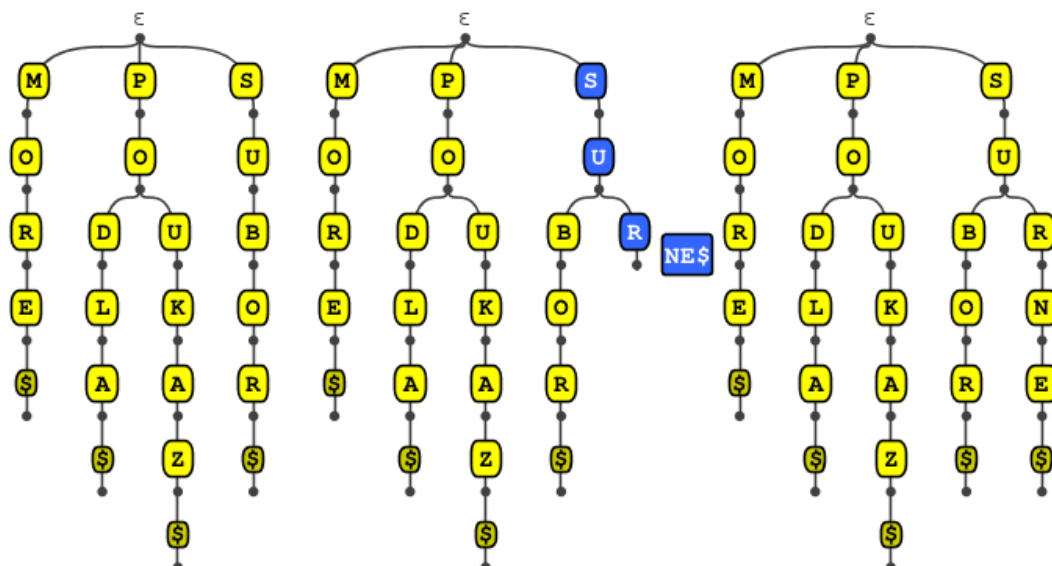 ε ε ε
M P S M P S M P S
O O U O O U O O U
R D U B R D U B R R D U B R
NE$
E L K O E L K O E L K O N
$ A A R $ A A R $ A A R E
$ Z $ $ Z $ $ Z $ $
$ $ $